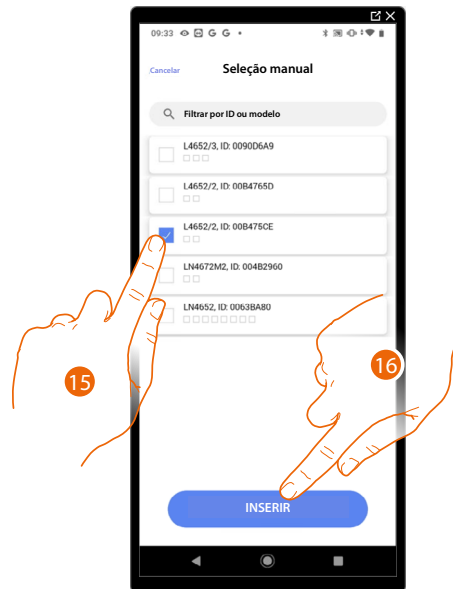 09:33 G G
Cancelar Seleção manual
Filtrar por ID ou modelo
L4652/3, ID: 0090D6A9
L4652/2, ID: 00B4765D
L4652/2, ID: 00B475CE
LN4672M2, ID: 004B2960
LN4652, ID: 0063BA80
15
16
INSERIR